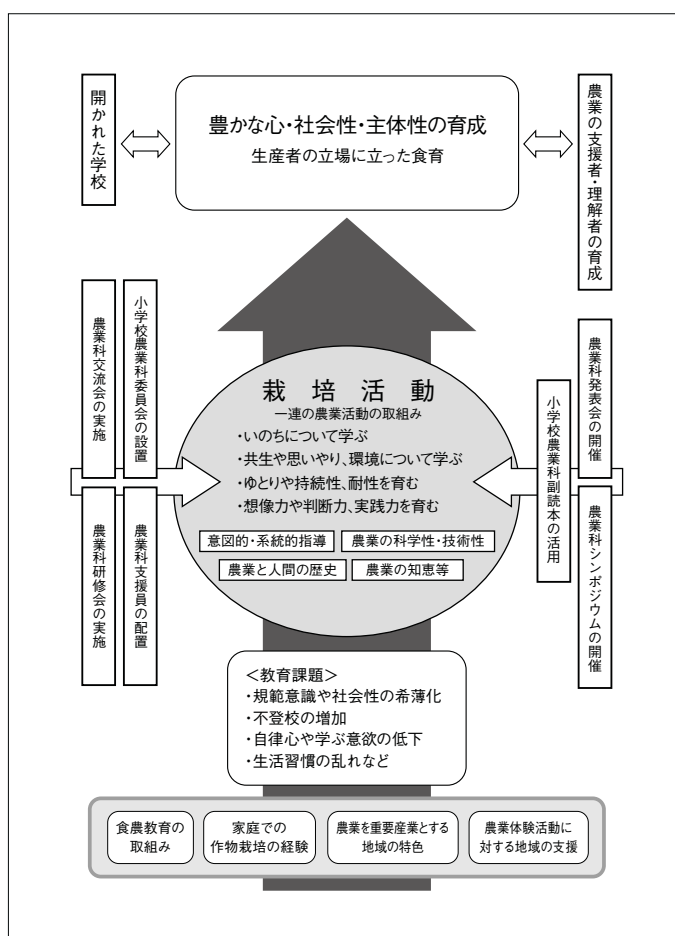 開かれた学校
豊かな心・社会性・主体性の育成
生産者の立場に立った食育
農業の支援者・理解者の育成
農業科交流会の実施
小学校農業科委員会の設置
農業科研修会の実施
農業科支援員の配置
栽培活動
一連の農業活動の取組み
・いのちについて学ぶ
・共生や思いやり、環境について学ぶ
・ゆとりや持続性、耐性を育む
・想像力や判断力、実践力を育む
意図的・系統的指導
農業の科学性・技術性
農業と人間の歴史
農業の知恵等
小学校農業科副読本の活用
農業科発表会の開催
農業科シンポジウムの開催
＜教育課題＞
・規範意識や社会性の希薄化
・不登校の増加
・自律心や学ぶ意欲の低下
・生活習慣の乱れなど
食農教育の
取組み
家庭での
作物栽培の経験
農業を重要産業とする
地域の特色
農業体験活動に
対する地域の支援